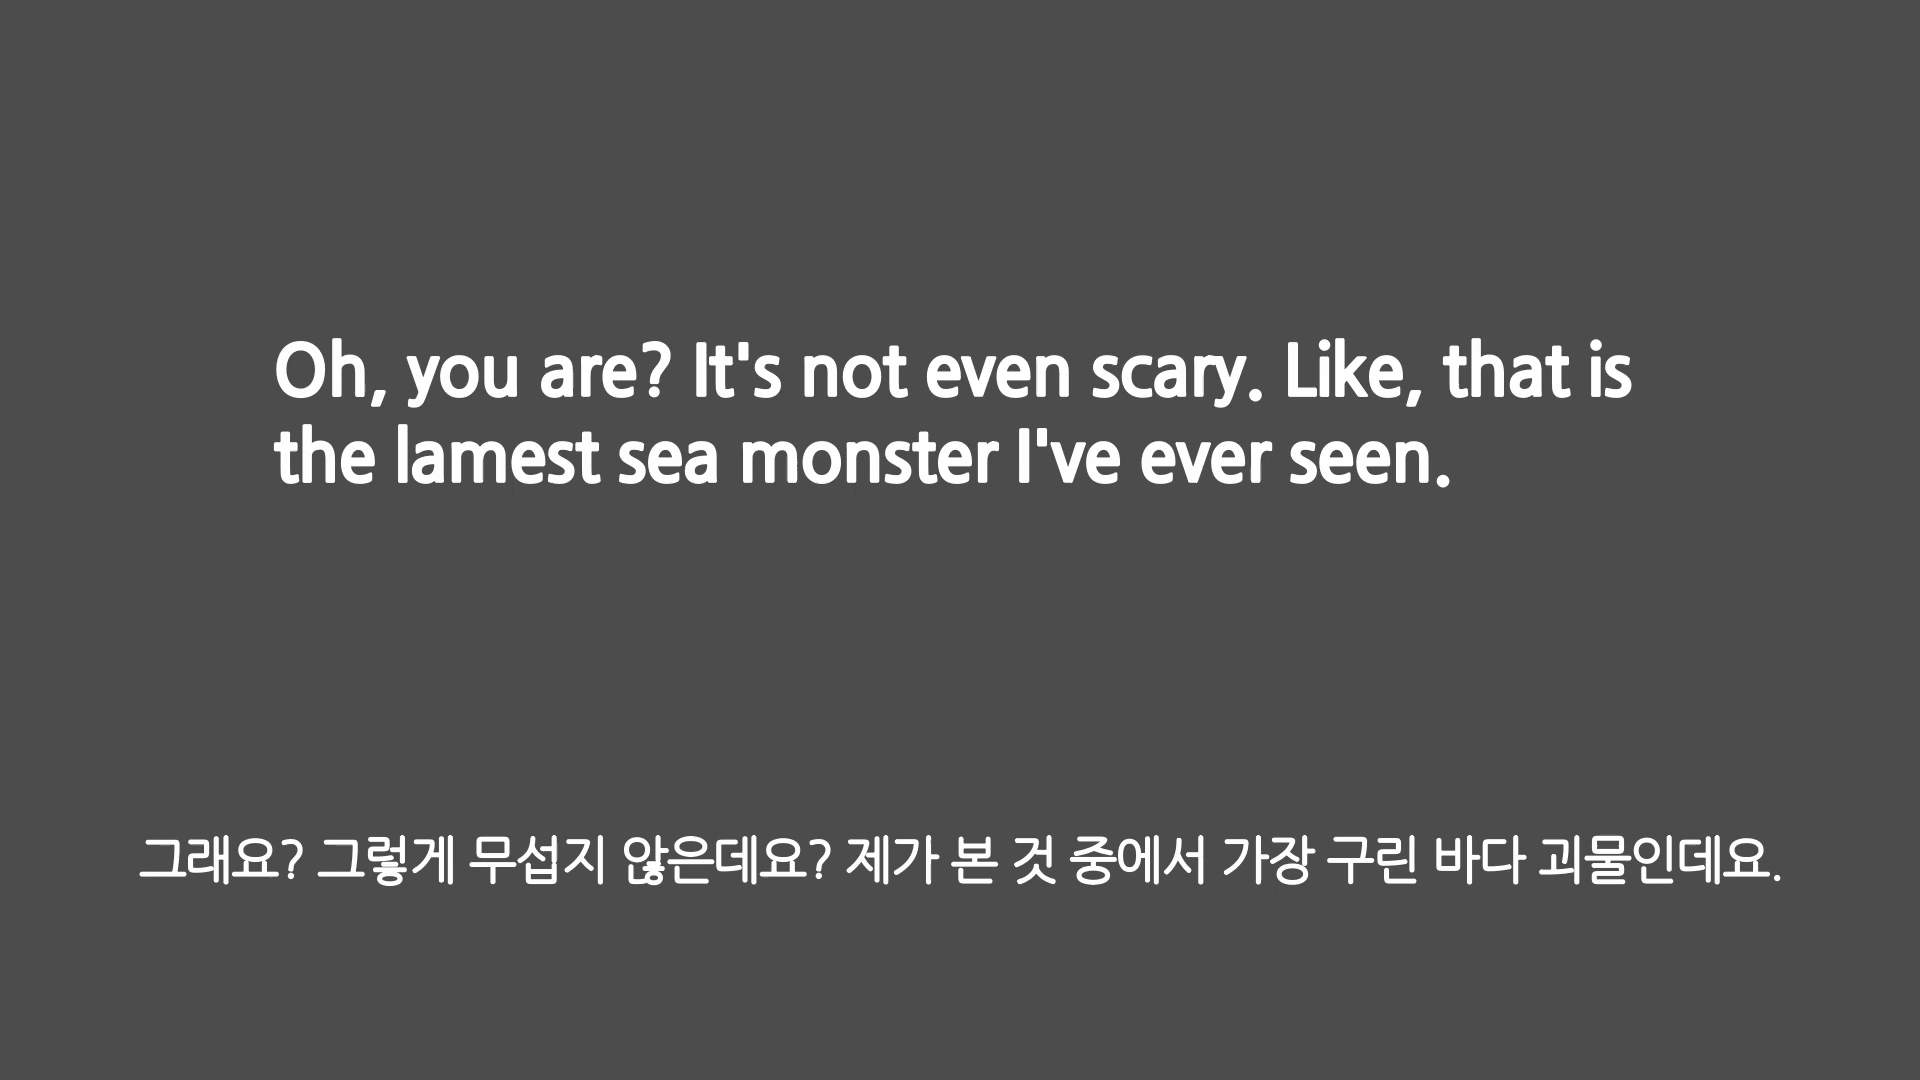 Oh, you are? It's not even scary. Like, that is
the lamest sea monster I've ever seen.
그래요? 그렇게 무섭지 않은데요? 제가 본 것 중에서 가장 구린 바다 괴물인데요.